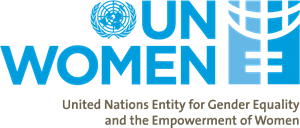 UN
WOMEN
United Nations Entity for Gender Equality
and the Empowerment of Women